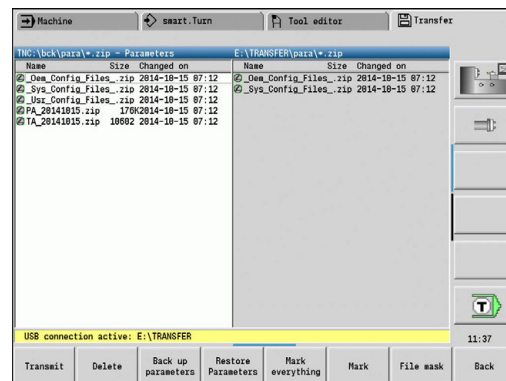 Machine smart.Turn Tool editor Transfer
TNC:\bck\para\*.zip - Parameters E:\TRANSFER\para\*.zip
Name Size Changed on Name Size Changed on
_Oem_Config_Files_.zip 2014-10-15 07:12 _Oem_Config_Files_.zip 2014-10-15 07:12
_Sys_Config_Files_.zip 2014-10-15 07:12 _Sys_Config_Files_.zip 2014-10-15 07:12
_Usr_Config_Files_.zip 2014-10-15 07:12
PA_20141015.zip 176K2014-10-15 07:12
TA_20141015.zip 10602 2014-10-15 07:12
T
USB connection active: E:\TRANSFER
11:37
Transmit Delete Back up parameters Restore Parameters Mark everything Mark File mask Back